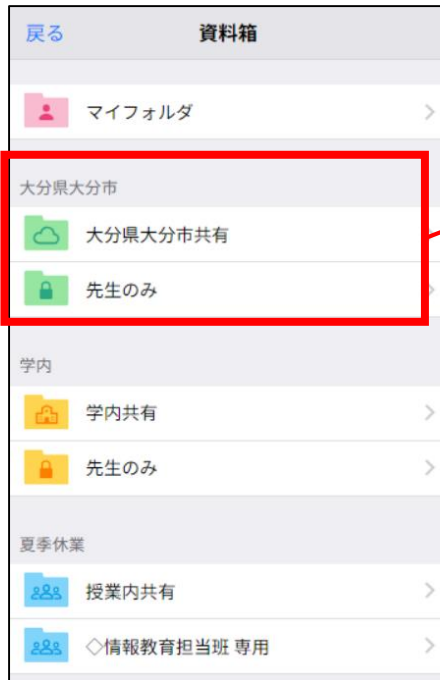 戻る 資料箱
マイフォルダ
大分県大分市
大分県大分市共有
先生のみ
学内
学内共有
先生のみ
夏季休業
授業内共有
◇情報教育担当班 専用